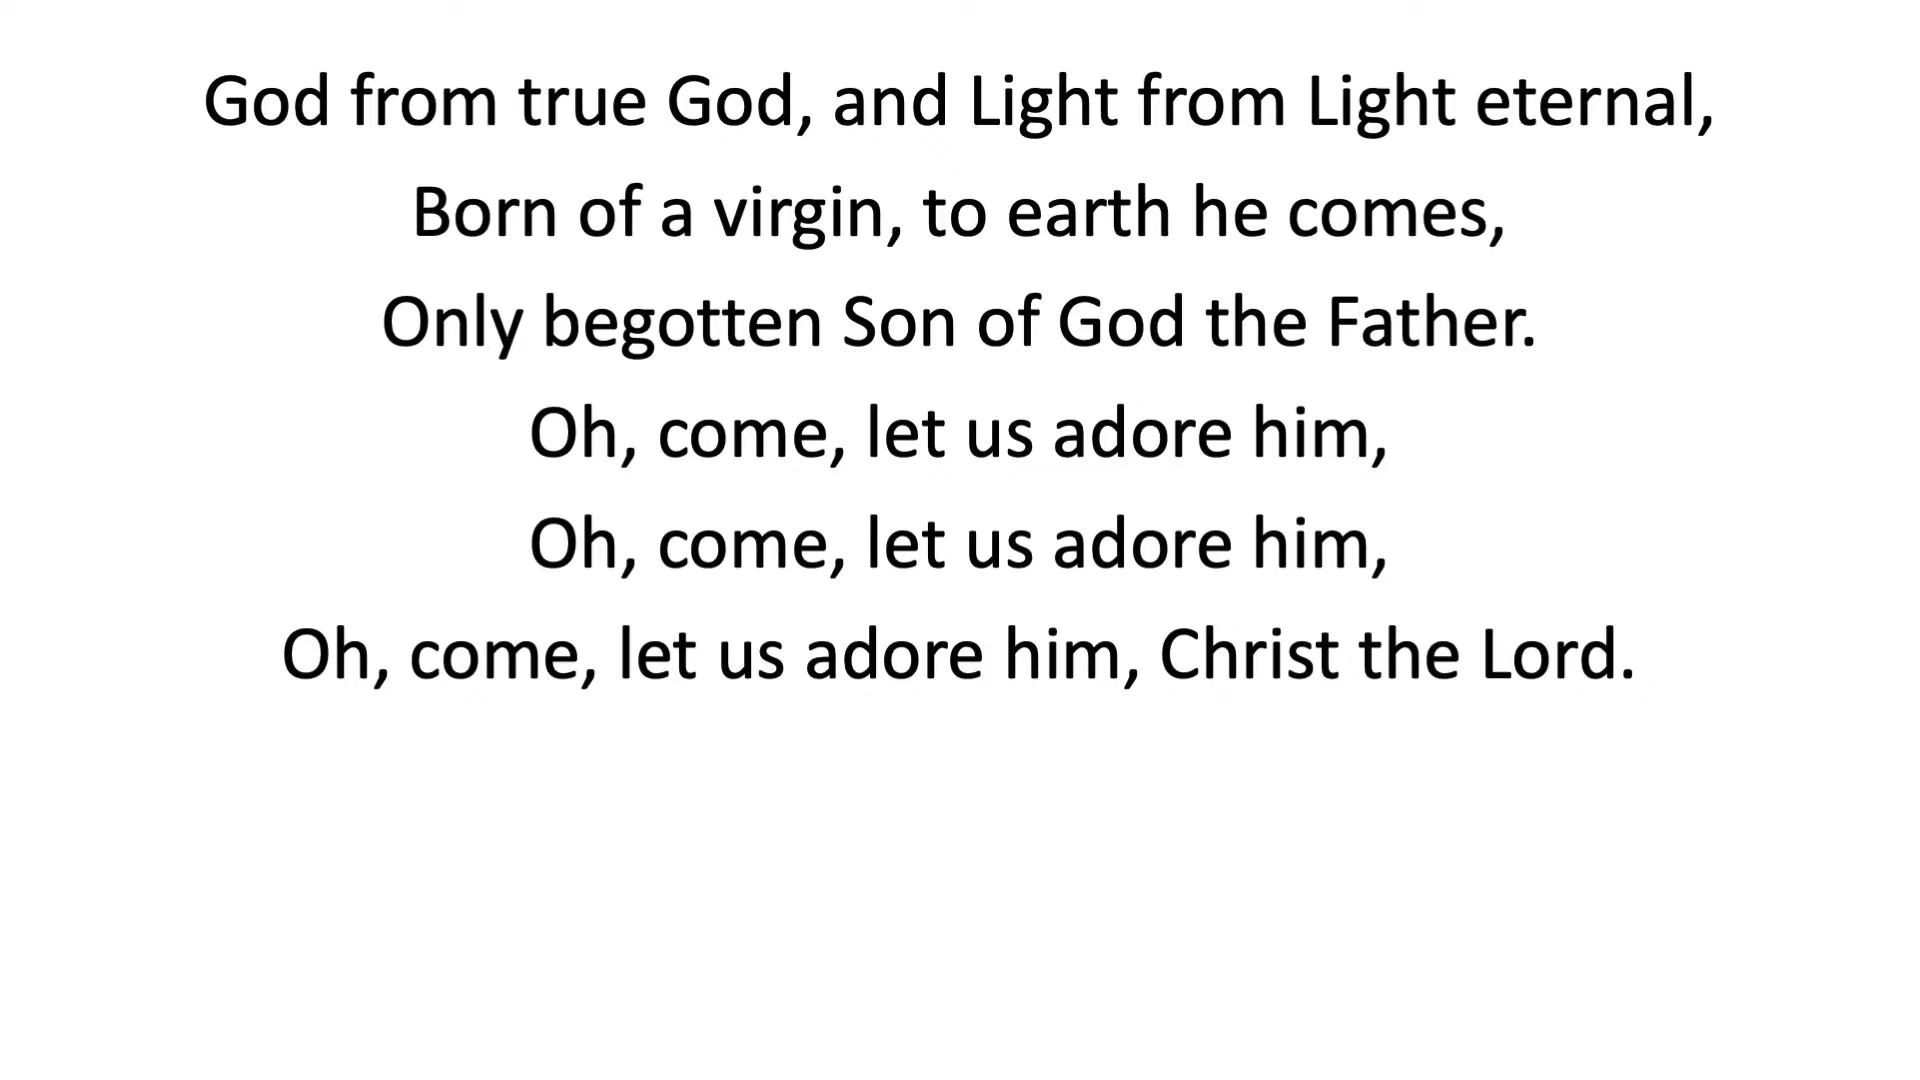 God from true God, and Light from Light eternal,
Born of a virgin, to earth he comes,
Only begotten Son of God the Father.
Oh, come, let us adore him,
Oh, come, let us adore him,
Oh, come, let us adore him, Christ the Lord.